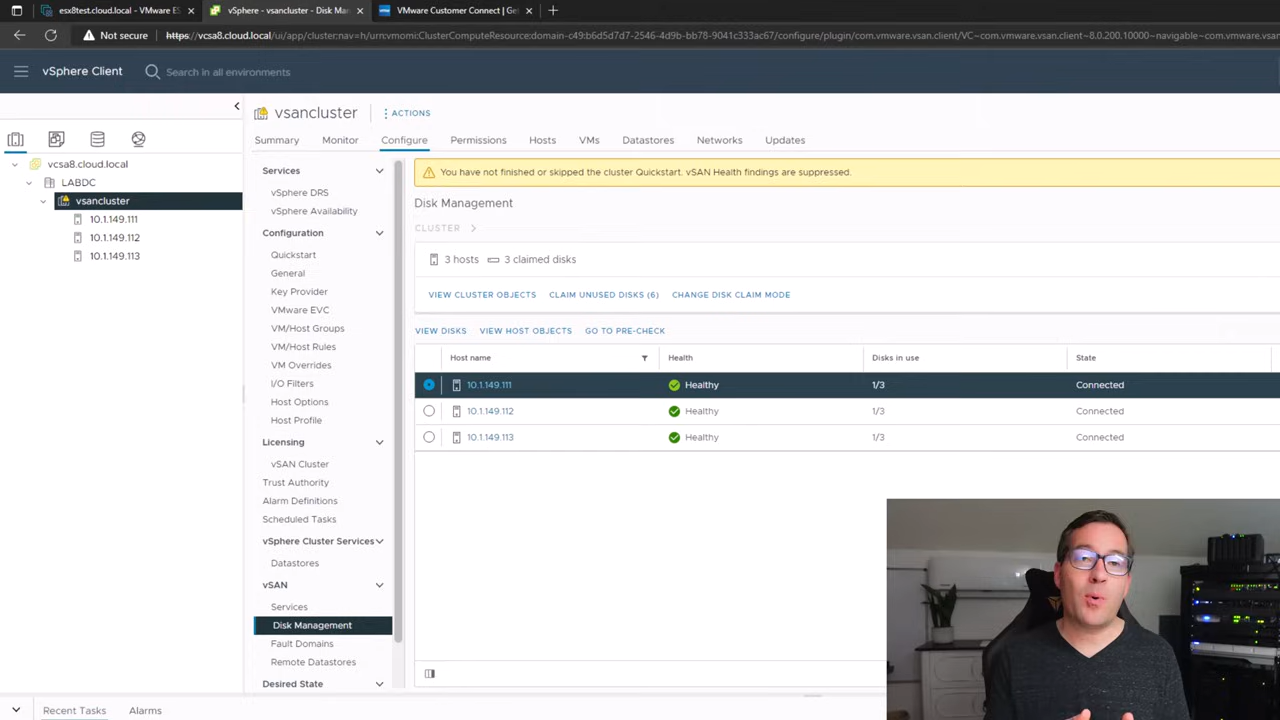 esx8test.cloud.local - VMware ES
vSphere - vsancluster - Disk Man
VMware Customer Connect | Get
Not secure
https://vcsa8.cloud.local/ui/app/cluster;nav=h/urn:vmomi:ClusterComputeResource:domain-c49:b6d5d7d7-2546-4d9b-bb78-9041c333ac67/configure/plugin/com.vmware.vsan.client/VC~com.vmware.vsan.client~8.0.200.10000~navigable~com.vmware.vsan
vSphere Client
Search in all environments
vsancluster
ACTIONS
Summary
Monitor
Configure
Permissions
Hosts
VMs
Datastores
Networks
Updates
vcsa8.cloud.local
LABDC
vsancluster
10.1.149.111
10.1.149.112
10.1.149.113
Services
vSphere DRS
vSphere Availability
Configuration
Quickstart
General
Key Provider
VMware EVC
VM/Host Groups
VM/Host Rules
VM Overrides
I/O Filters
Host Options
Host Profile
Licensing
vSAN Cluster
Trust Authority
Alarm Definitions
Scheduled Tasks
vSphere Cluster Services
Datastores
vSAN
Services
Disk Management
Fault Domains
Remote Datastores
Desired State
You have not finished or skipped the cluster Quickstart. vSAN Health findings are suppressed.
Disk Management
CLUSTER
3 hosts
3 claimed disks
VIEW CLUSTER OBJECTS
CLAIM UNUSED DISKS (6)
CHANGE DISK CLAIM MODE
VIEW DISKS
VIEW HOST OBJECTS
GO TO PRE-CHECK
Host name
Health
Disks in use
State
10.1.149.111
Healthy
1/3
Connected
10.1.149.112
Healthy
1/3
Connected
10.1.149.113
Healthy
1/3
Connected
Recent Tasks
Alarms